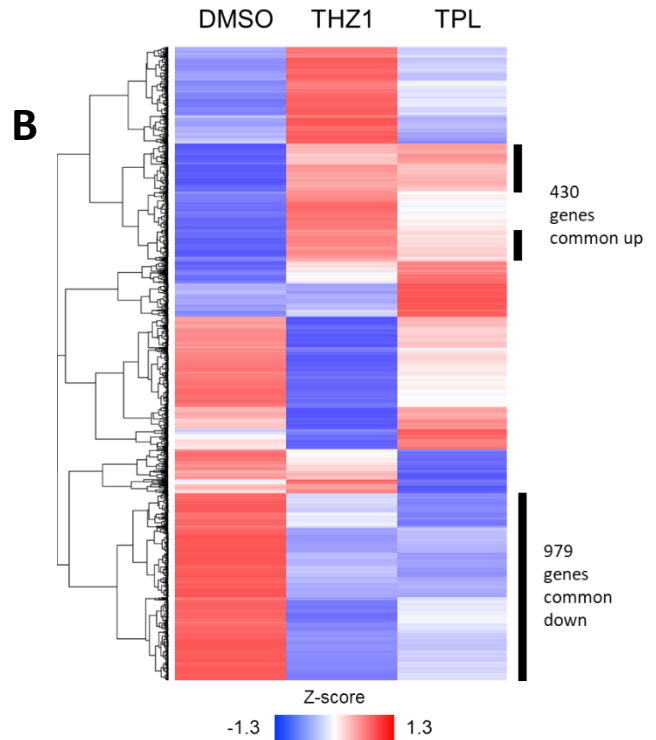 DMSO THZ1 TPL
B
430
genes
common up
979
genes
common
down
Z-score
-1.3 1.3